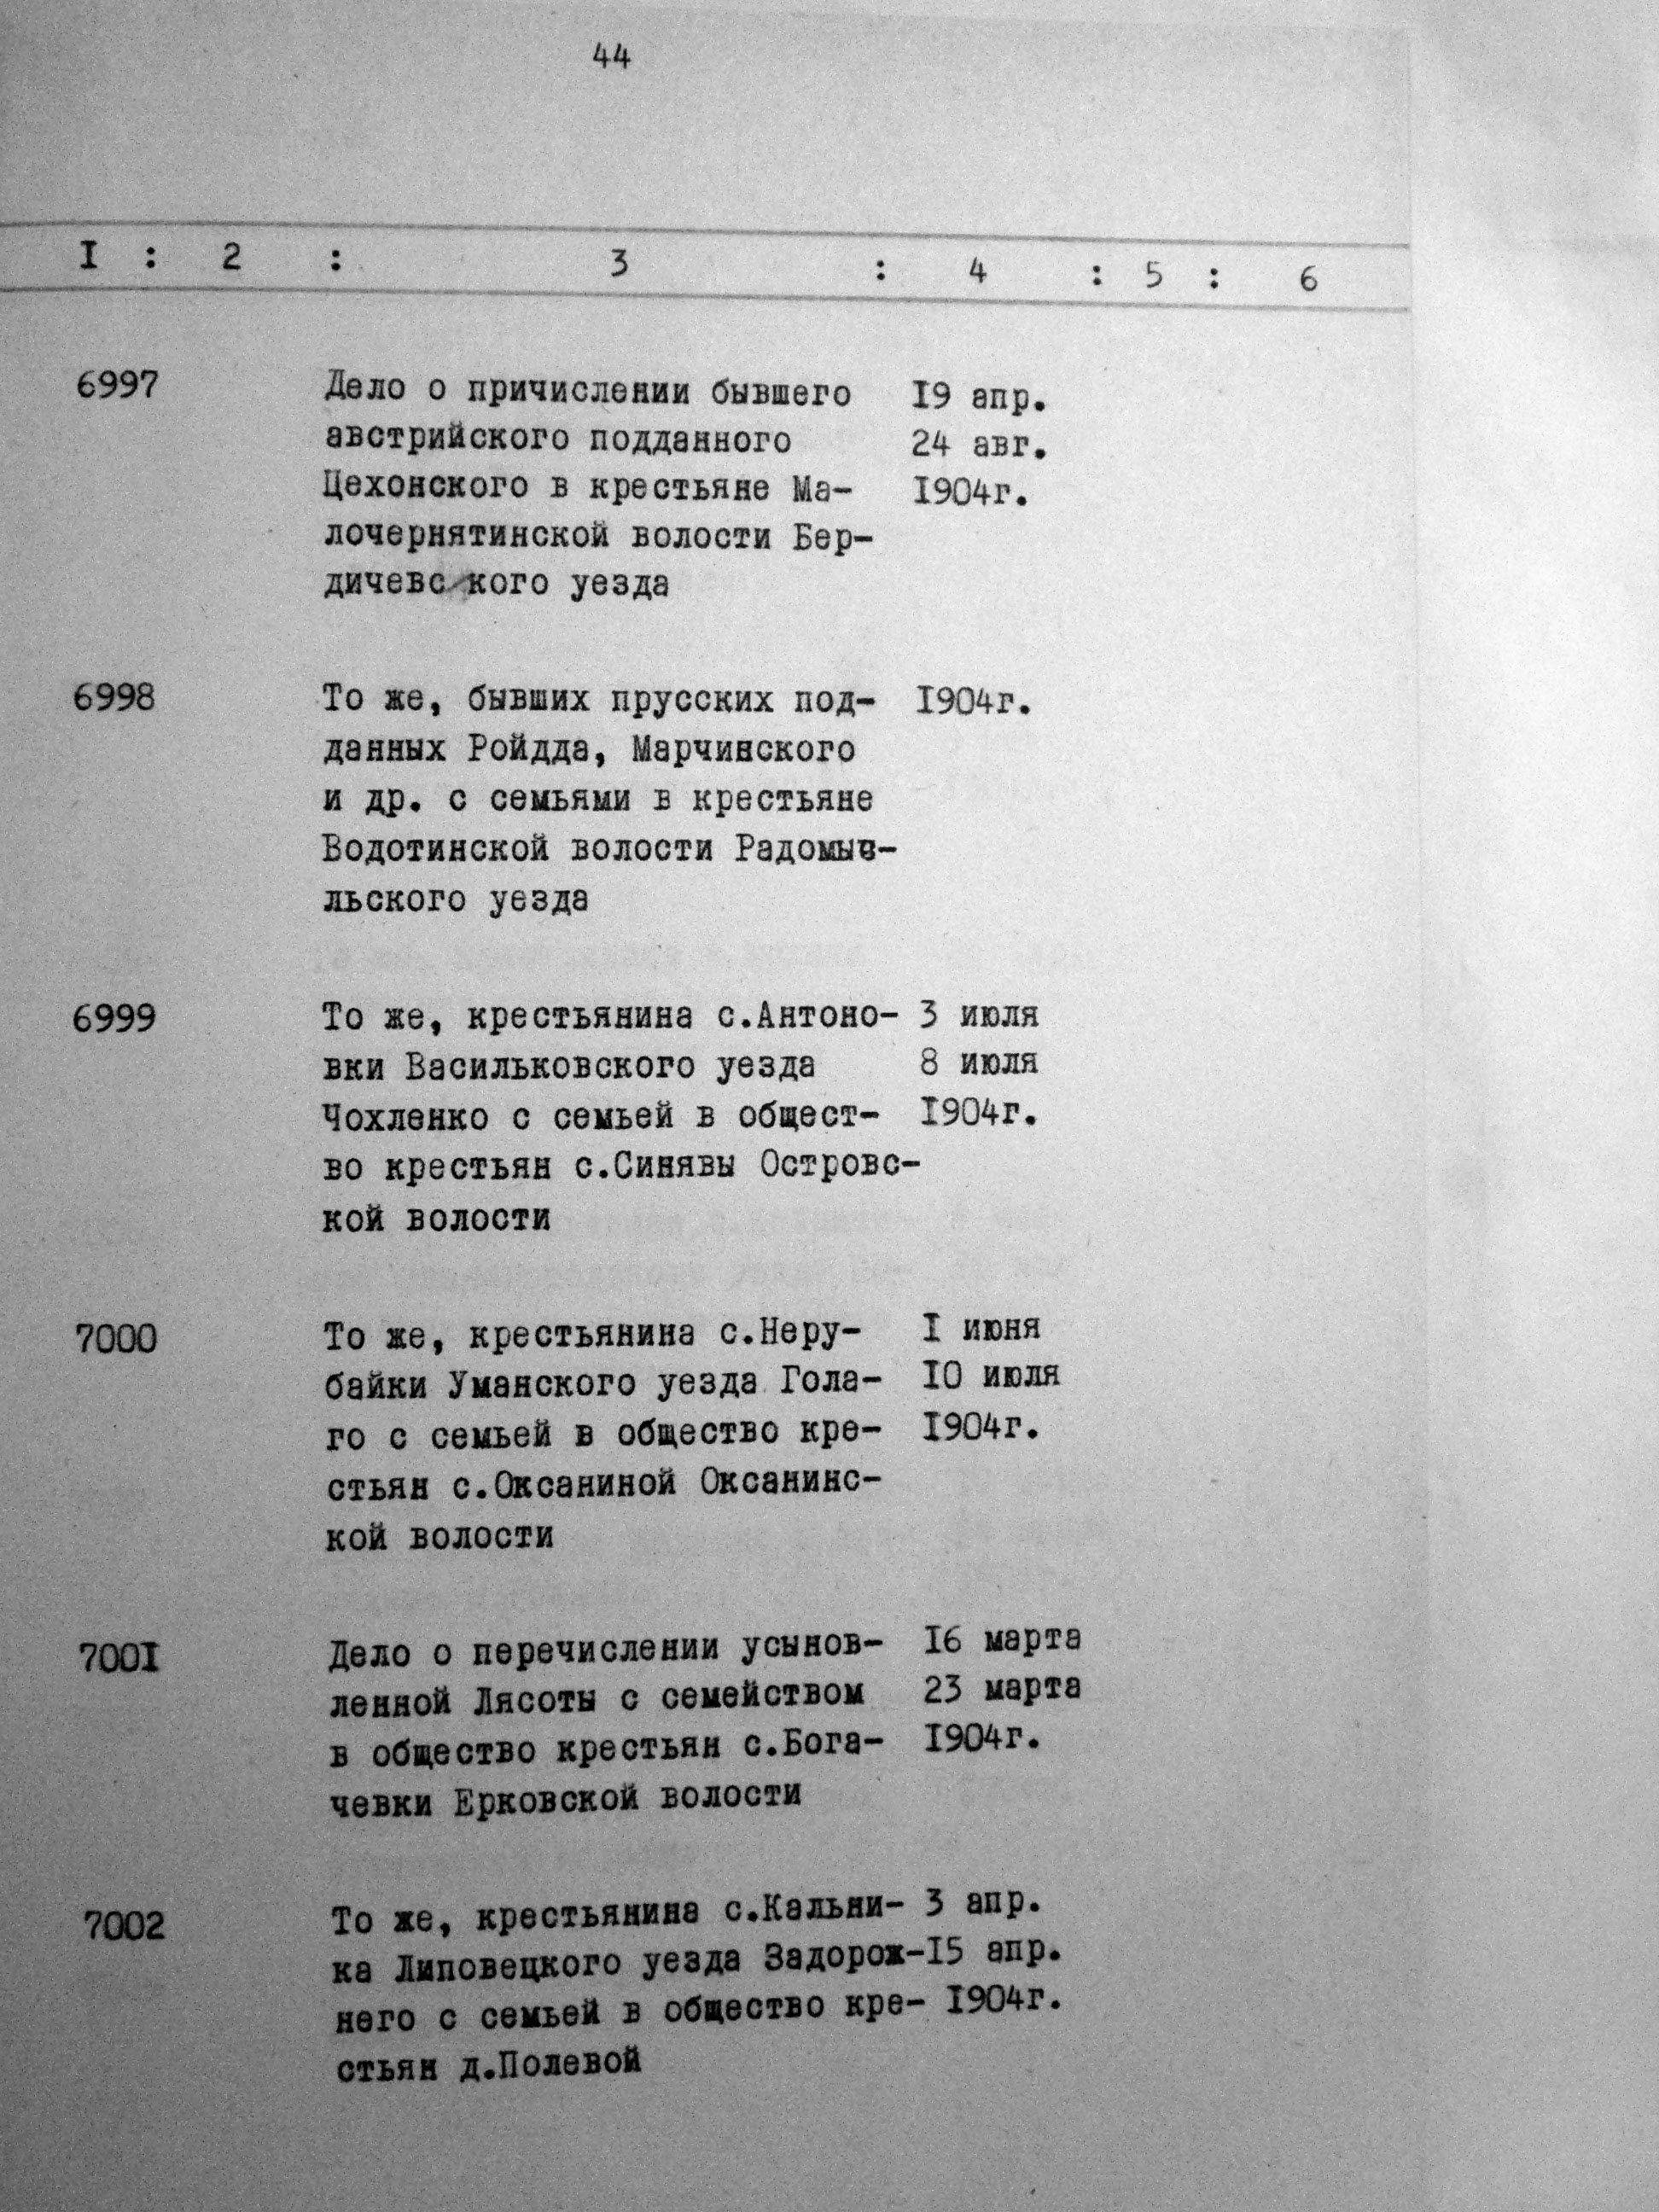 44
I : 2 : 3 : 4 : 5 : 6
6997 Дело о причислении бывшего 19 апр.
австрийского подданного 24 авг.
Цехонского в крестьяне Ма- 1904г.
лочернятинской волости Бер-
дичевского уезда
6998 То же, бывших прусских под- 1904г.
данных Ройдда, Марчинского
и др. с семьями в крестьяне
Водотинской волости Радомыс-
льского уезда
6999 То же, крестьянина с.Антоно- 3 июля
вки Васильковского уезда 8 июля
Чохленко с семьей в общест- 1904г.
во крестьян с.Синявы Островс-
кой волости
7000 То же, крестьянина с.Неру- I июня
байки Уманского уезда Гола- 10 июля
го с семьей в общество кре- 1904г.
стьян с.Оксаниной Оксанинс-
кой волости
700I Дело о перечислении усынов- 16 марта
ленной Лясоты с семейством 23 марта
в общество крестьян с.Бога- 1904г.
чевки Ерковской волости
7002 То же, крестьянина с.Кальни- 3 апр.
ка Липовецкого уезда Задорож- 15 апр.
него с семьей в общество кре- 1904г.
стьян д.Полевой